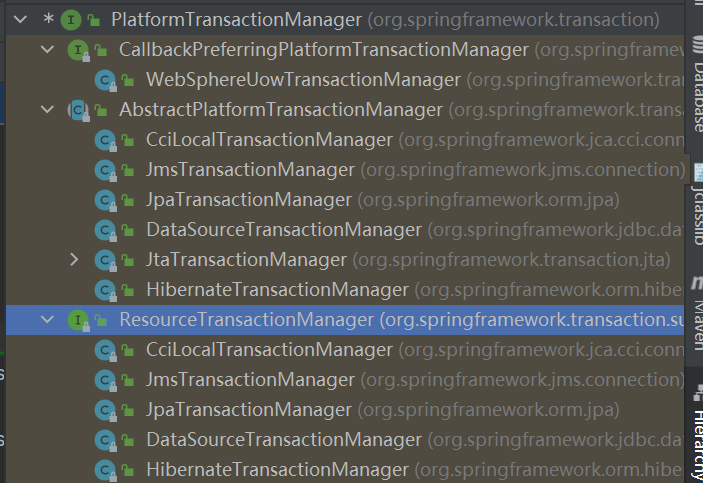 PlatformTransactionManager (org.springframework.transaction)
CallbackPreferringPlatformTransactionManager (org.springframew
WebSphereUowTransactionManager (org.springframework.tra
AbstractPlatformTransactionManager (org.springframework.transa
CciLocalTransactionManager (org.springframework.jca.cci.conn
JmsTransactionManager (org.springframework.jms.connection)
JpaTransactionManager (org.springframework.orm.jpa)
DataSourceTransactionManager (org.springframework.jdbc.da
JtaTransactionManager (org.springframework.transaction.jta)
HibernateTransactionManager (org.springframework.orm.hibe
ResourceTransactionManager (org.springframework.transaction.su
CciLocalTransactionManager (org.springframework.jca.cci.conn
JmsTransactionManager (org.springframework.jms.connection)
JpaTransactionManager (org.springframework.orm.jpa)
DataSourceTransactionManager (org.springframework.jdbc.da
HibernateTransactionManager (org.springframework.orm.hibe
Database
jclasslib
Maven
Hierarchy